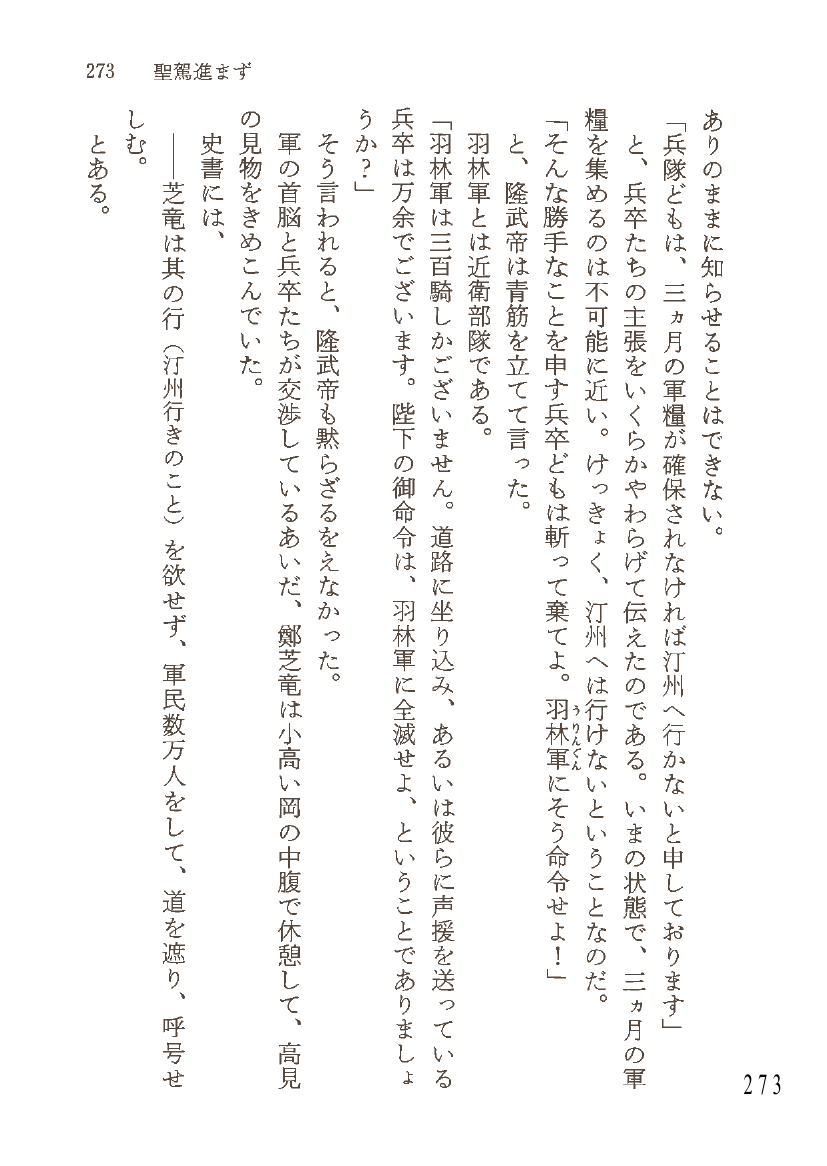 273　聖駕進まず
ありのままに知らせることはできない。
「兵隊どもは、三ヵ月の軍糧が確保されなければ汀州へ行かないと申しております」
と、兵卒たちの主張をいくらかやわらげて伝えたのである。いまの状態で、三ヵ月の軍
糧を集めるのは不可能に近い。けっきょく、汀州へは行けないということなのだ。
「そんな勝手なことを申す兵卒どもは斬って棄てよ。羽林軍にそう命令せよ！」
うりんぐん
と、隆武帝は青筋を立てて言った。
羽林軍とは近衛部隊である。
「羽林軍は三百騎しかございません。道路に坐り込み、あるいは彼らに声援を送っている
兵卒は万余でございます。陛下の御命令は、羽林軍に全滅せよ、ということでありましょ
うか？」
そう言われると、隆武帝も黙らざるをえなかった。
軍の首脳と兵卒たちが交渉しているあいだ、鄭芝竜は小高い岡の中腹で休憩して、高見
の見物をきめこんでいた。
史書には、
――芝竜は其の行（汀州行きのこと）を欲せず、軍民数万人をして、道を遮り、呼号せ
しむ。
とある。
273